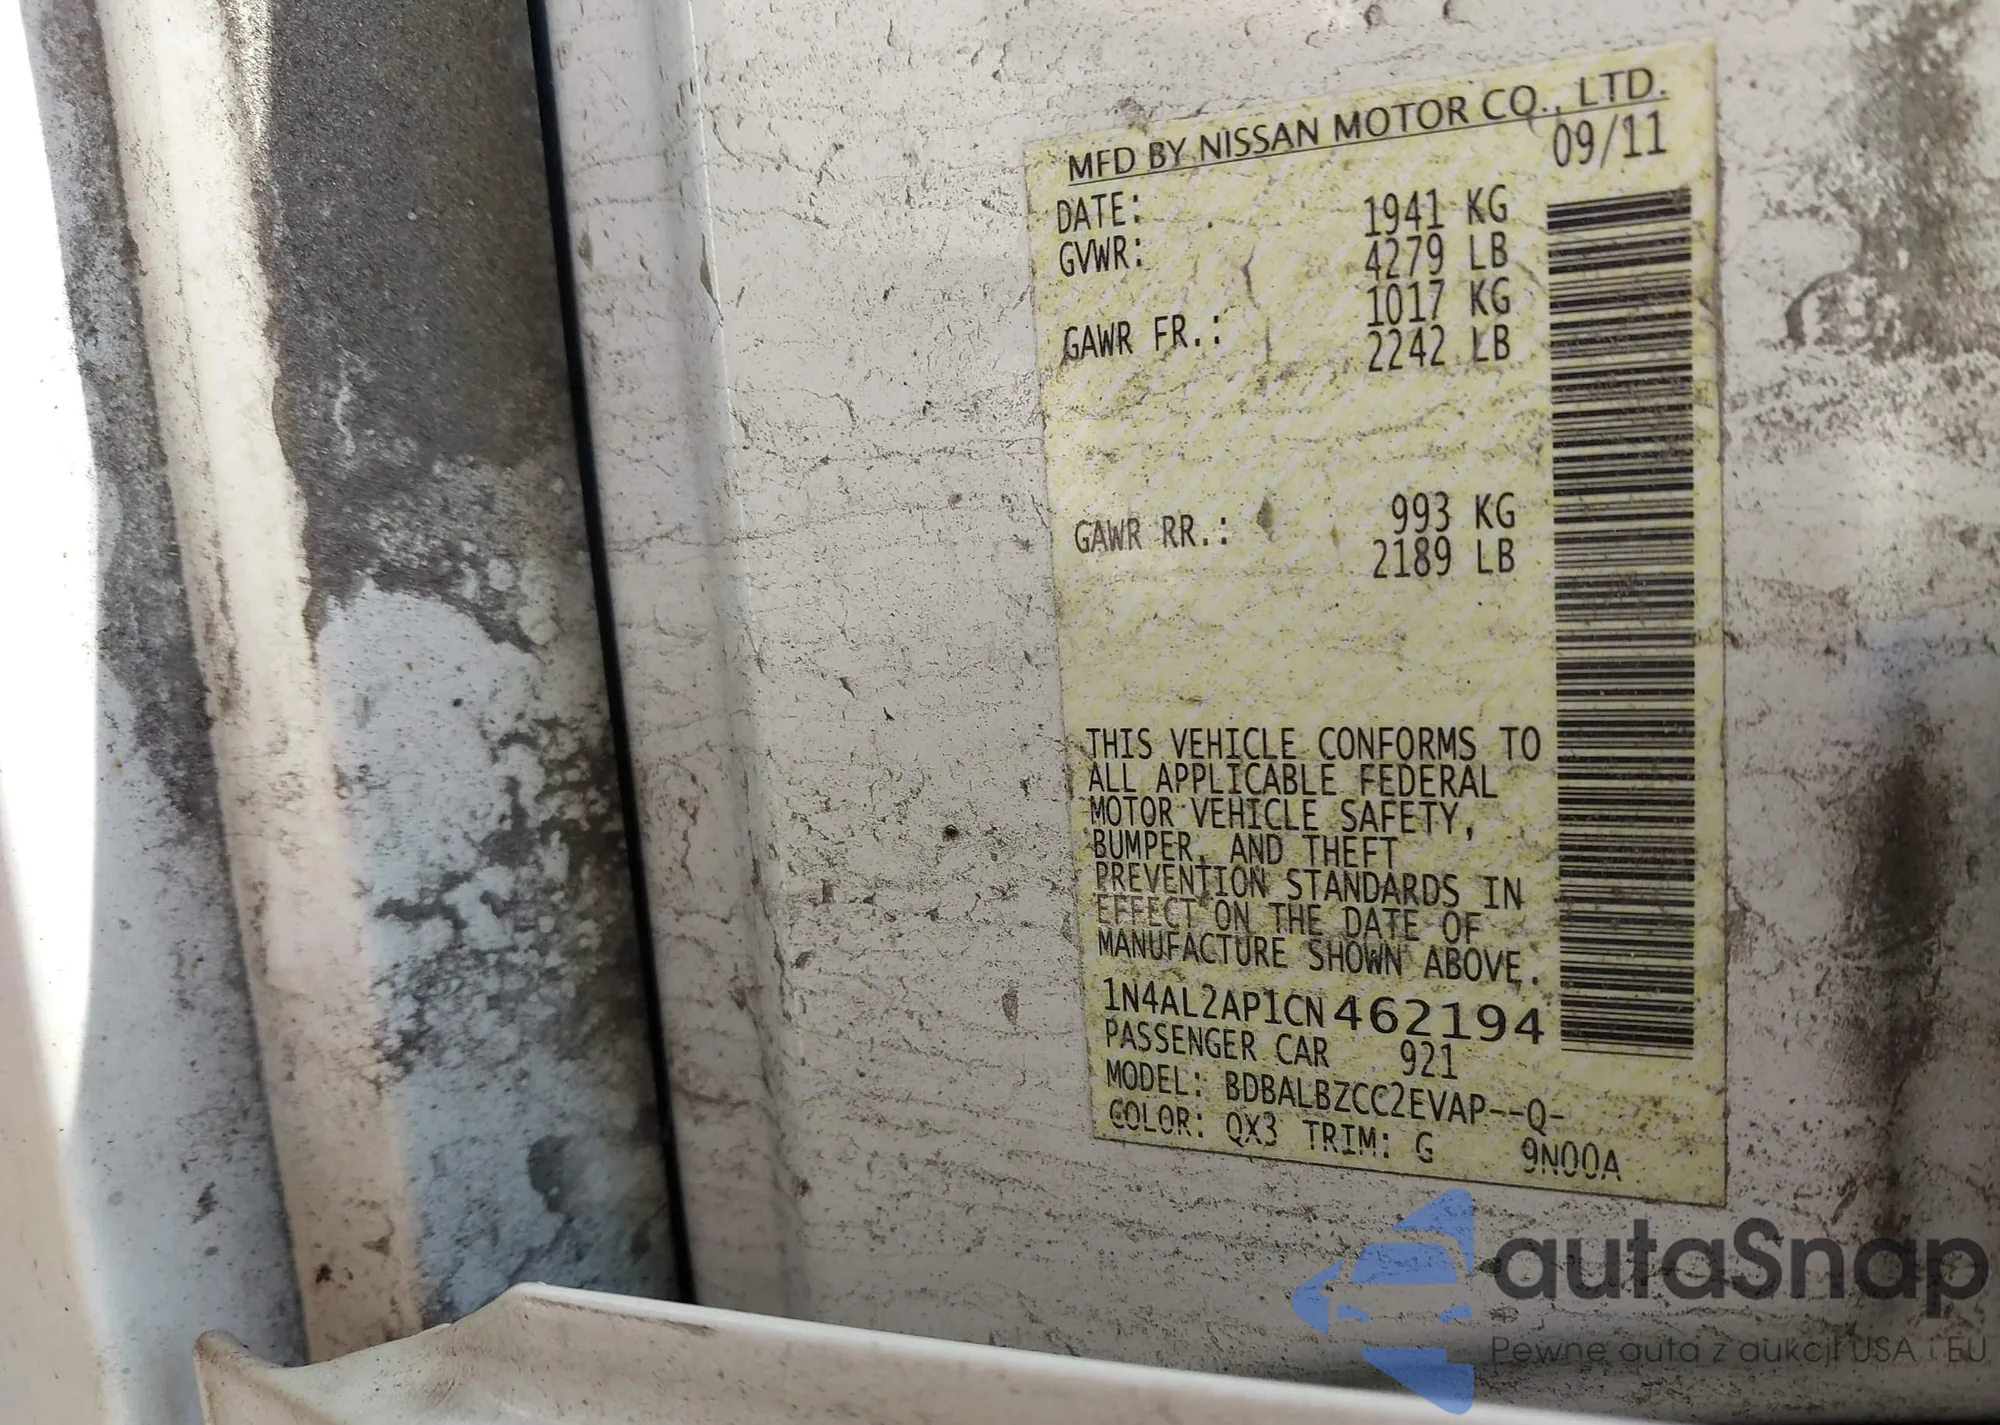 MFD BY NISSAN MOTOR CO., LTD.
09/11
DATE:
1941 KG
GVWR:
4279 LB
1017 KG
GAWR FR.:
2242 LB
993 KG
GAWR RR.:
2189 LB
THIS VEHICLE CONFORMS TO
ALL APPLICABLE FEDERAL
MOTOR VEHICLE SAFETY,
BUMPER, AND THEFT
PREVENTION STANDARDS IN
EFFECT ON THE DATE OF
MANUFACTURE SHOWN ABOVE.
1N4AL2AP1CN462194
PASSENGER CAR 921
MODEL: BDBALBZCC2EVAP--Q-
COLOR: QX3 TRIM: G 9N00A
autaSnap
Pewne auta z aukcji USA i EU